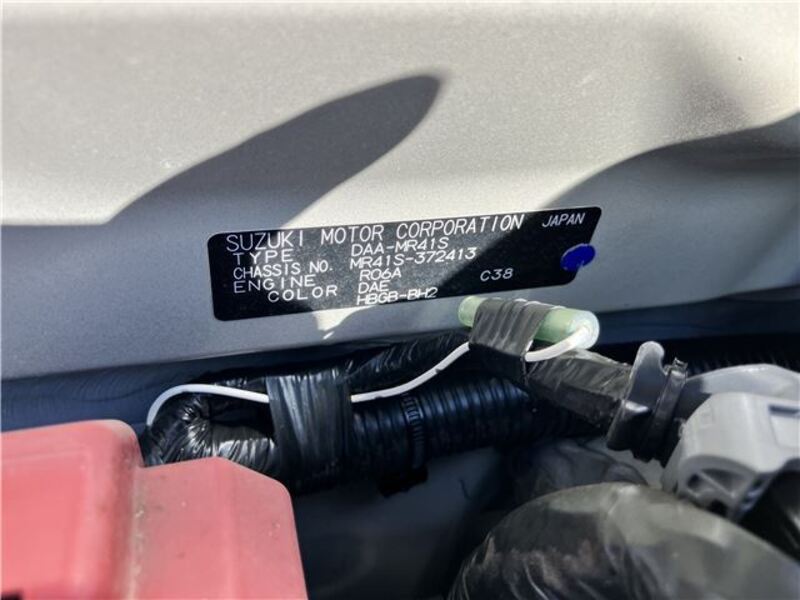 SUZUKI MOTOR CORPORATION JAPAN
TYPE DAA-MR41S
CHASSIS NO. MR41S-372413
ENGINE R06A C38
COLOR DAE
HBGB-BH2